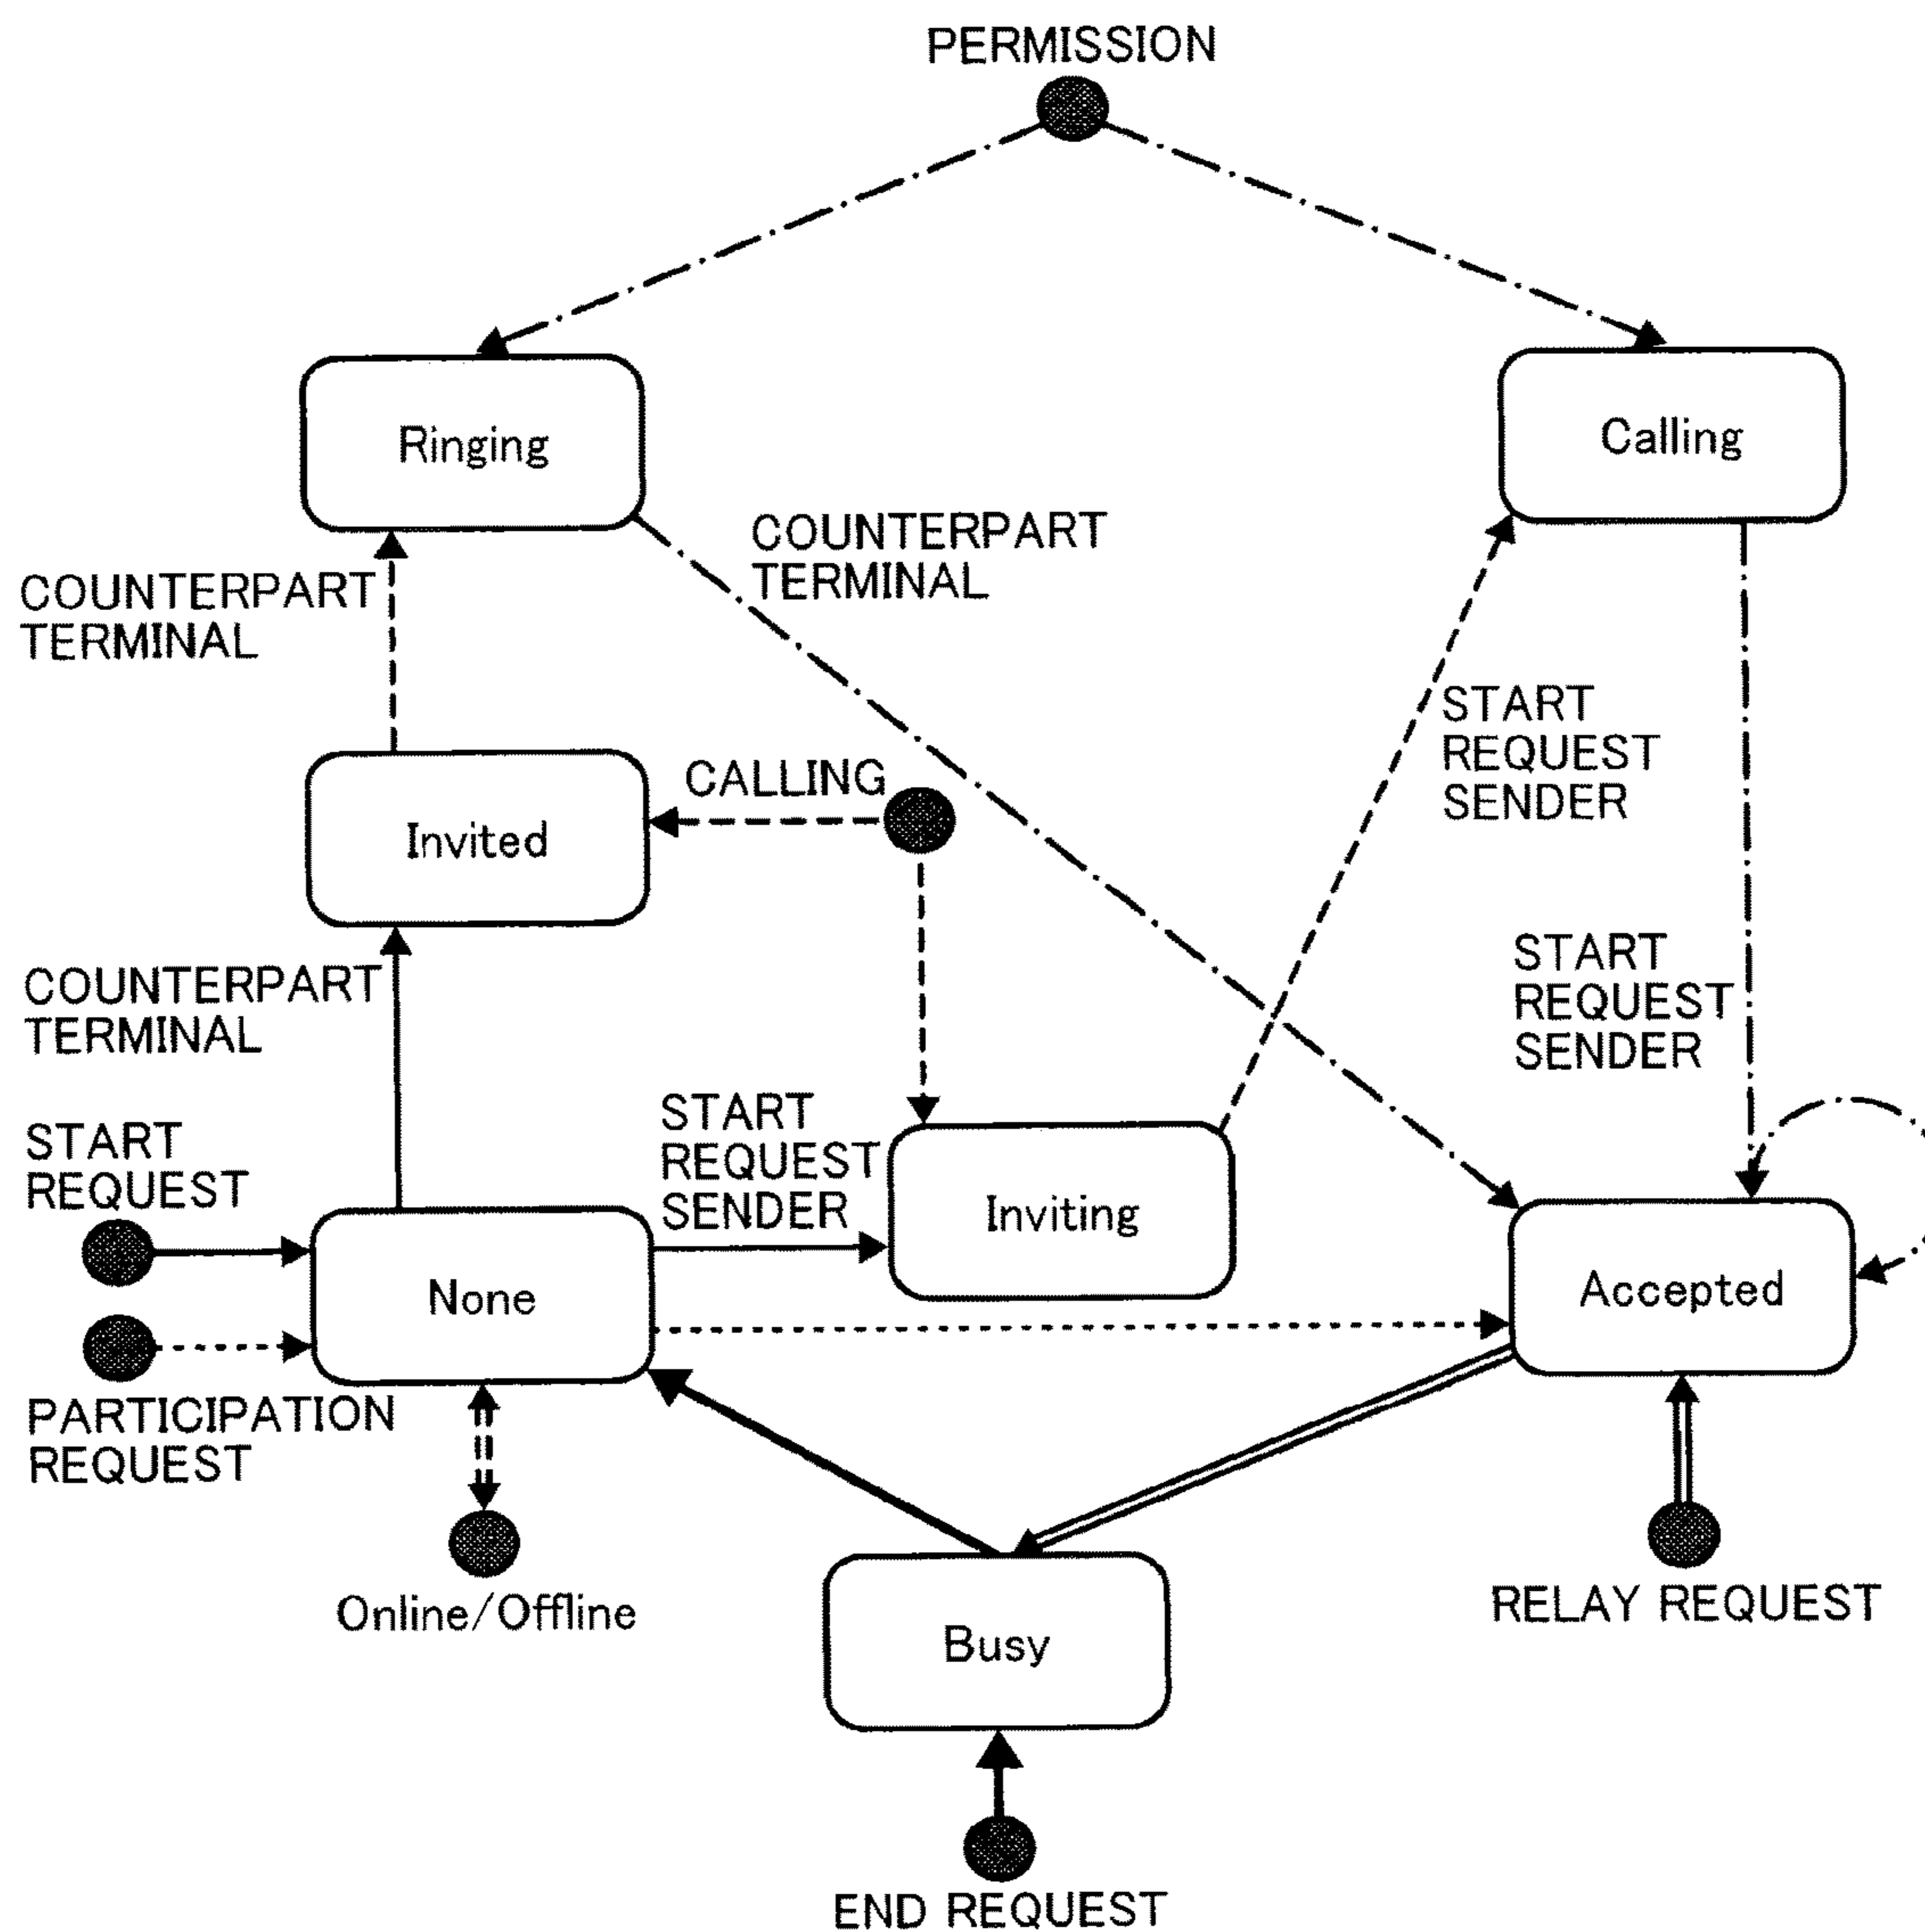 PERMISSION
Ringing
Calling
COUNTERPART
TERMINAL
COUNTERPART
TERMINAL
START
REQUEST
SENDER
CALLING
Invited
START
REQUEST
SENDER
COUNTERPART
TERMINAL
START
REQUEST
START
REQUEST
SENDER
Inviting
None
Accepted
PARTICIPATION
REQUEST
Online/Offline
RELAY REQUEST
Busy
END REQUEST